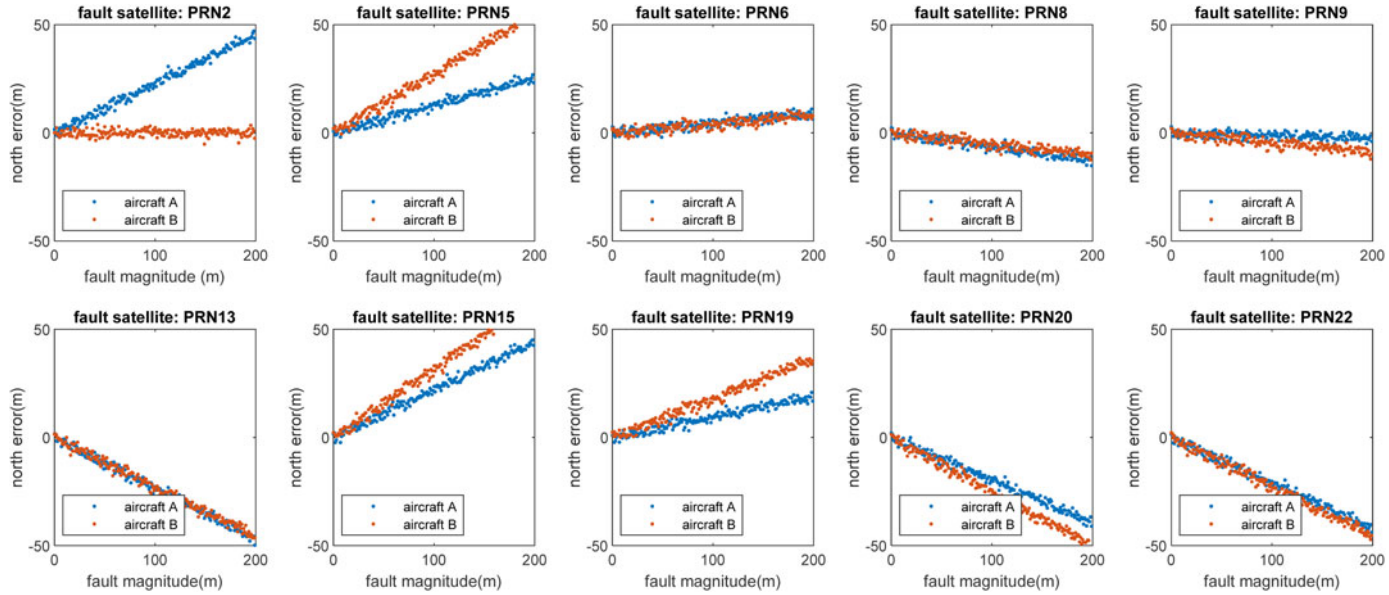 fault satellite: PRN2
50
0
-50
north error(m)
aircraft A
aircraft B
0 100 200
fault magnitude (m)
fault satellite: PRN5
50
0
-50
north error(m)
aircraft A
aircraft B
0 100 200
fault magnitude(m)
fault satellite: PRN6
50
0
-50
north error(m)
aircraft A
aircraft B
0 100 200
fault magnitude(m)
fault satellite: PRN8
50
0
-50
north error(m)
aircraft A
aircraft B
0 100 200
fault magnitude(m)
fault satellite: PRN9
50
0
-50
north error(m)
aircraft A
aircraft B
0 100 200
fault magnitude(m)
fault satellite: PRN13
50
0
-50
north error(m)
aircraft A
aircraft B
0 100 200
fault magnitude(m)
fault satellite: PRN15
50
0
-50
north error(m)
aircraft A
aircraft B
0 100 200
fault magnitude(m)
fault satellite: PRN19
50
0
-50
north error(m)
aircraft A
aircraft B
0 100 200
fault magnitude(m)
fault satellite: PRN20
50
0
-50
north error(m)
aircraft A
aircraft B
0 100 200
fault magnitude(m)
fault satellite: PRN22
50
0
-50
north error(m)
aircraft A
aircraft B
0 100 200
fault magnitude(m)